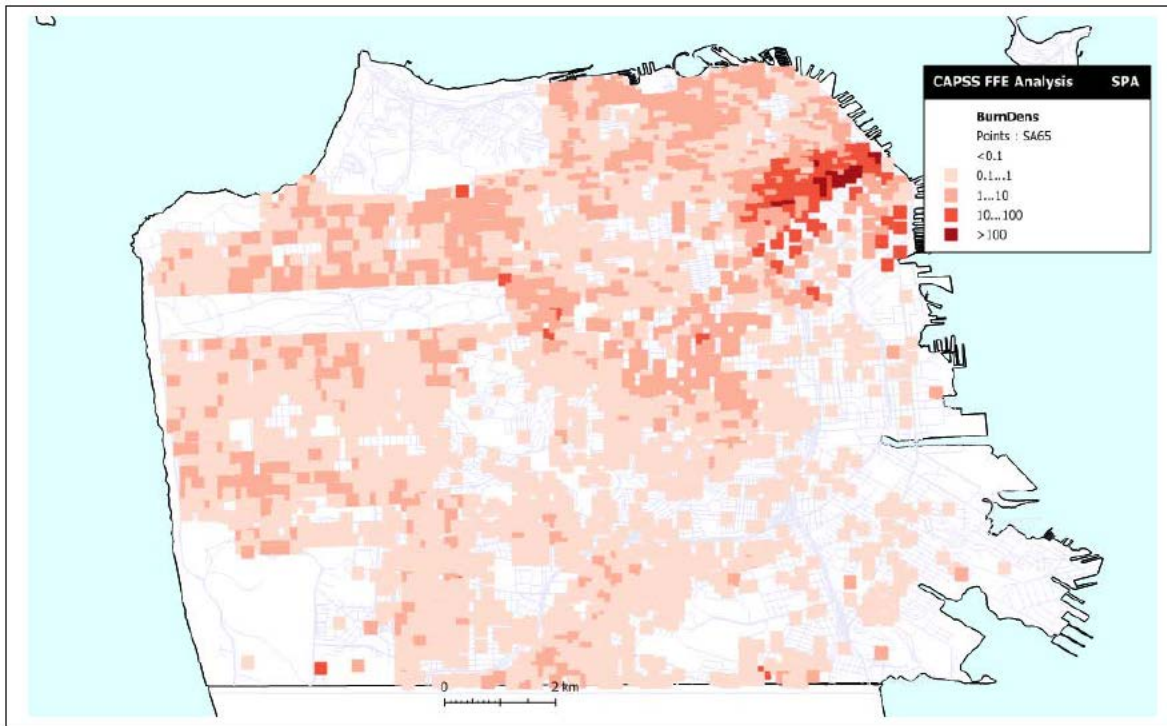 CAPSS FFE Analysis SPA
BurnDens
Points : SA65
<0.1
0.1...1
1...10
10...100
>100
0 2 km